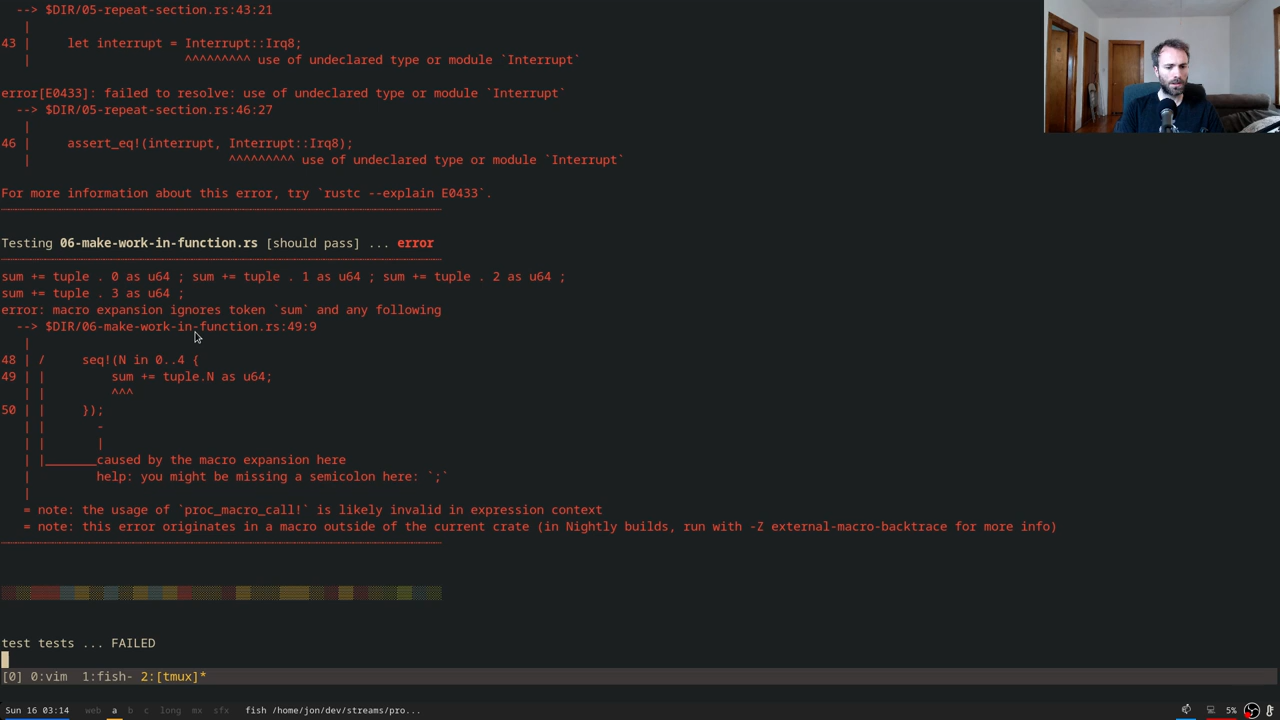 --> $DIR/05-repeat-section.rs:43:21
|
43 |     let interrupt = Interrupt::Irq8;
|                     ^^^^^^^^^ use of undeclared type or module `Interrupt`
error[E0433]: failed to resolve: use of undeclared type or module `Interrupt`
--> $DIR/05-repeat-section.rs:46:27
|
46 |     assert_eq!(interrupt, Interrupt::Irq8);
|                           ^^^^^^^^^ use of undeclared type or module `Interrupt`
For more information about this error, try `rustc --explain E0433`.
Testing 06-make-work-in-function.rs [should pass] ... error
sum += tuple . 0 as u64 ; sum += tuple . 1 as u64 ; sum += tuple . 2 as u64 ;
sum += tuple . 3 as u64 ;
error: macro expansion ignores token `sum` and any following
--> $DIR/06-make-work-in-function.rs:49:9
|
48 | /     seq!(N in 0..4 {
49 | |         sum += tuple.N as u64;
| |         ^^^
50 | |     });
| |       -
| |       |
| |_______caused by the macro expansion here
|         help: you might be missing a semicolon here: `;`
|
= note: the usage of `proc_macro_call!` is likely invalid in expression context
= note: this error originates in a macro outside of the current crate (in Nightly builds, run with -Z external-macro-backtrace for more info)
test tests ... FAILED
[0] 0:vim  1:fish- 2:[tmux]*
Sun 16 03:14 web a b c long mx sfx fish /home/jon/dev/streams/pro... 5%